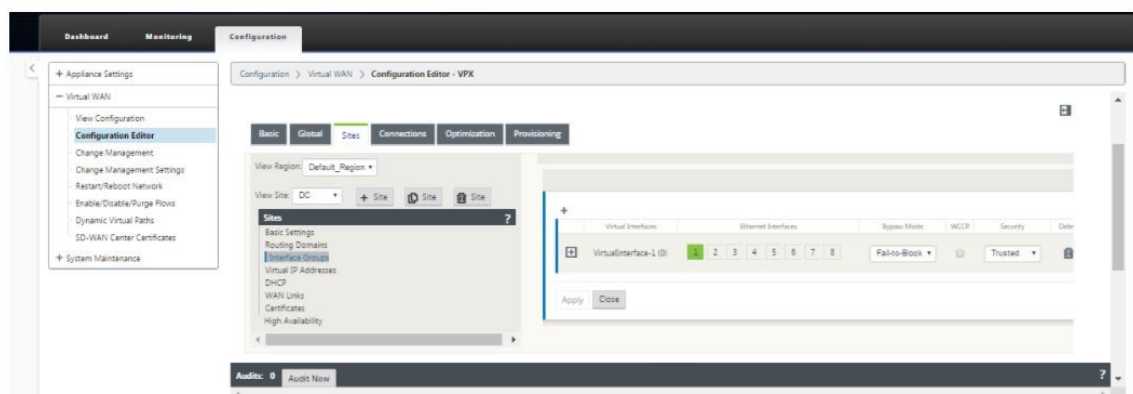 Dashboard Monitoring Configuration
+ Appliance Settings
− Virtual WAN
View Configuration
Configuration Editor
Change Management
Change Management Settings
Restart/Reboot Network
Enable/Disable/Purge Flows
Dynamic Virtual Paths
SD-WAN Center Certificates
+ System Maintenance
Configuration > Virtual WAN > Configuration Editor - VPX
Basic Global Sites Connections Optimization Provisioning
View Region: Default_Region
View Site: DC + Site Site Site
Sites ?
Basic Settings
Routing Domains
Interface Groups
Virtual IP Addresses
DHCP
WAN Links
Certificates
High Availability
+
Virtual Interfaces Ethernet Interfaces Bypass Mode WCCP Security Delet
+ VirtualInterface-1 (0) 1 2 3 4 5 6 7 8 Fail-to-Block Trusted
Apply Close
Audits: 0 Audit Now ?